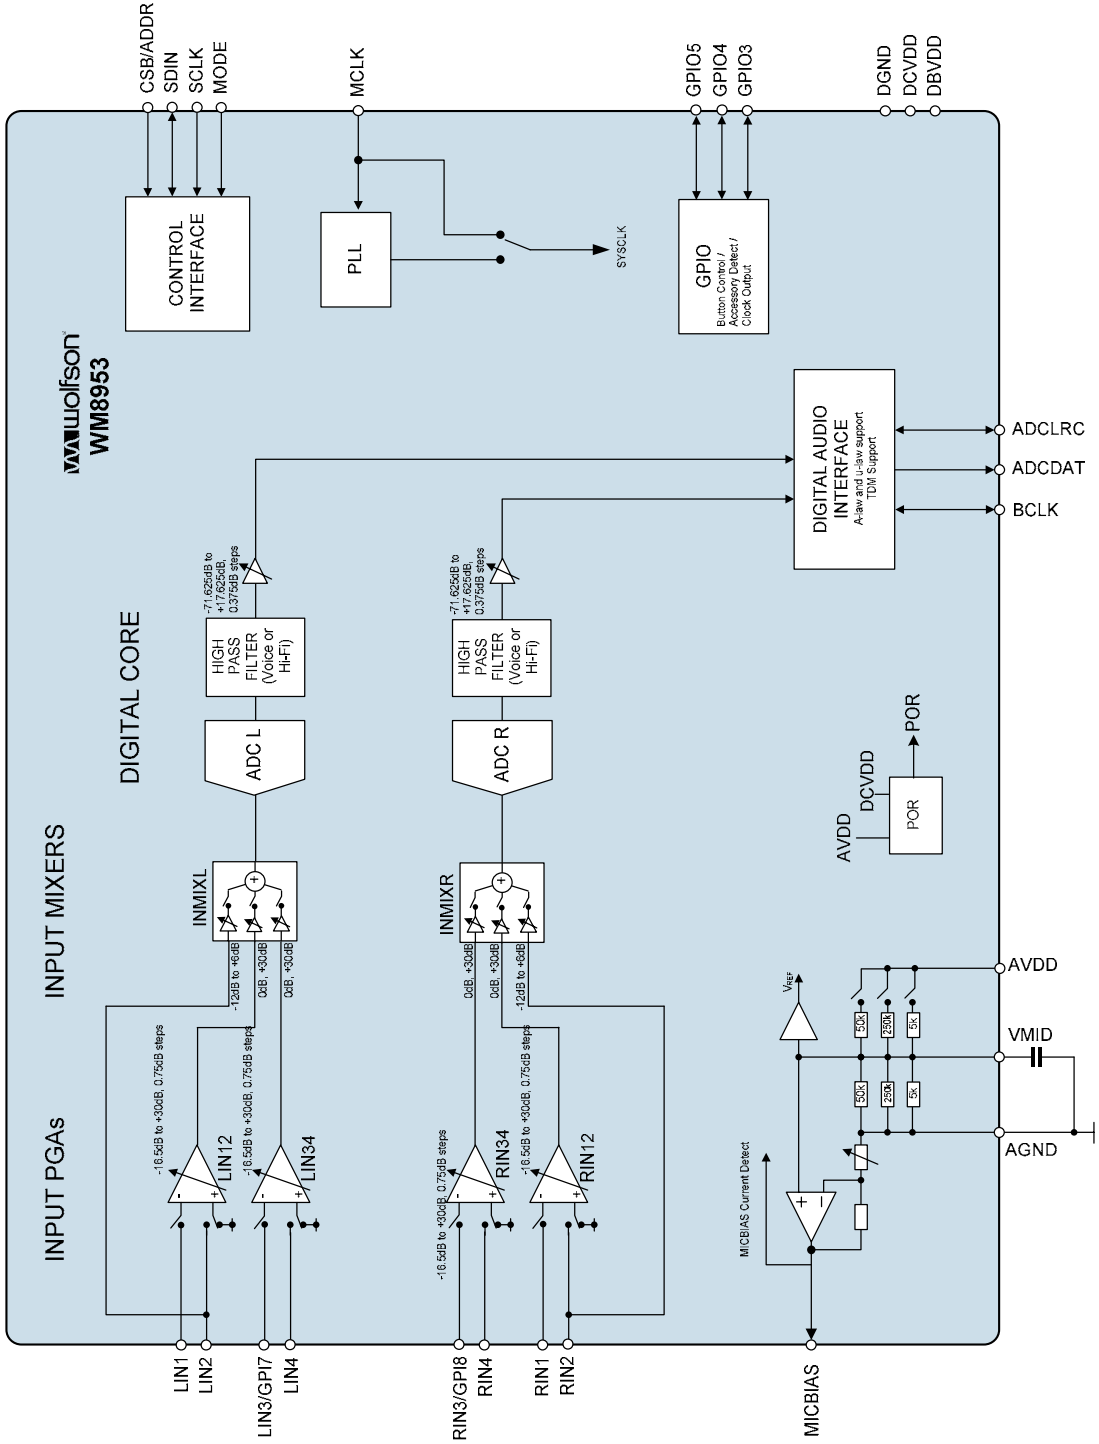 wolfson™
WM8953
CSB/ADDR
SDIN
SCLK
MODE
CONTROL
INTERFACE
MCLK
PLL
SYSCLK
GPIO5
GPIO4
GPIO3
GPIO
Button Control /
Accessory Detect /
Clock Output
DGND
DCVDD
DBVDD
DIGITAL AUDIO
INTERFACE
A-law and u-law support
TDM Support
ADCLRC
ADCDAT
BCLK
DIGITAL CORE
-71.625dB to
+17.625dB,
0.375dB steps
HIGH
PASS
FILTER
(Voice or
Hi-Fi)
ADC L
-71.625dB to
+17.625dB,
0.375dB steps
HIGH
PASS
FILTER
(Voice or
Hi-Fi)
ADC R
INPUT MIXERS
INMIXL
+
-12dB to +6dB
0dB, +30dB
0dB, +30dB
INMIXR
+
0dB, +30dB
0dB, +30dB
-12dB to +6dB
INPUT PGAs
-16.5dB to +30dB, 0.75dB steps
LIN12
- +
-16.5dB to +30dB, 0.75dB steps
LIN34
- +
-16.5dB to +30dB, 0.75dB steps
RIN34
- +
-16.5dB to +30dB, 0.75dB steps
RIN12
- +
LIN1
LIN2
LIN3/GPI7
LIN4
RIN3/GPI8
RIN4
RIN1
RIN2
MICBIAS
MICBIAS Current Detect
+ –
VREF
50k
250k
5k
50k
250k
5k
AVDD
VMID
AGND
AVDD
DCVDD
POR
POR